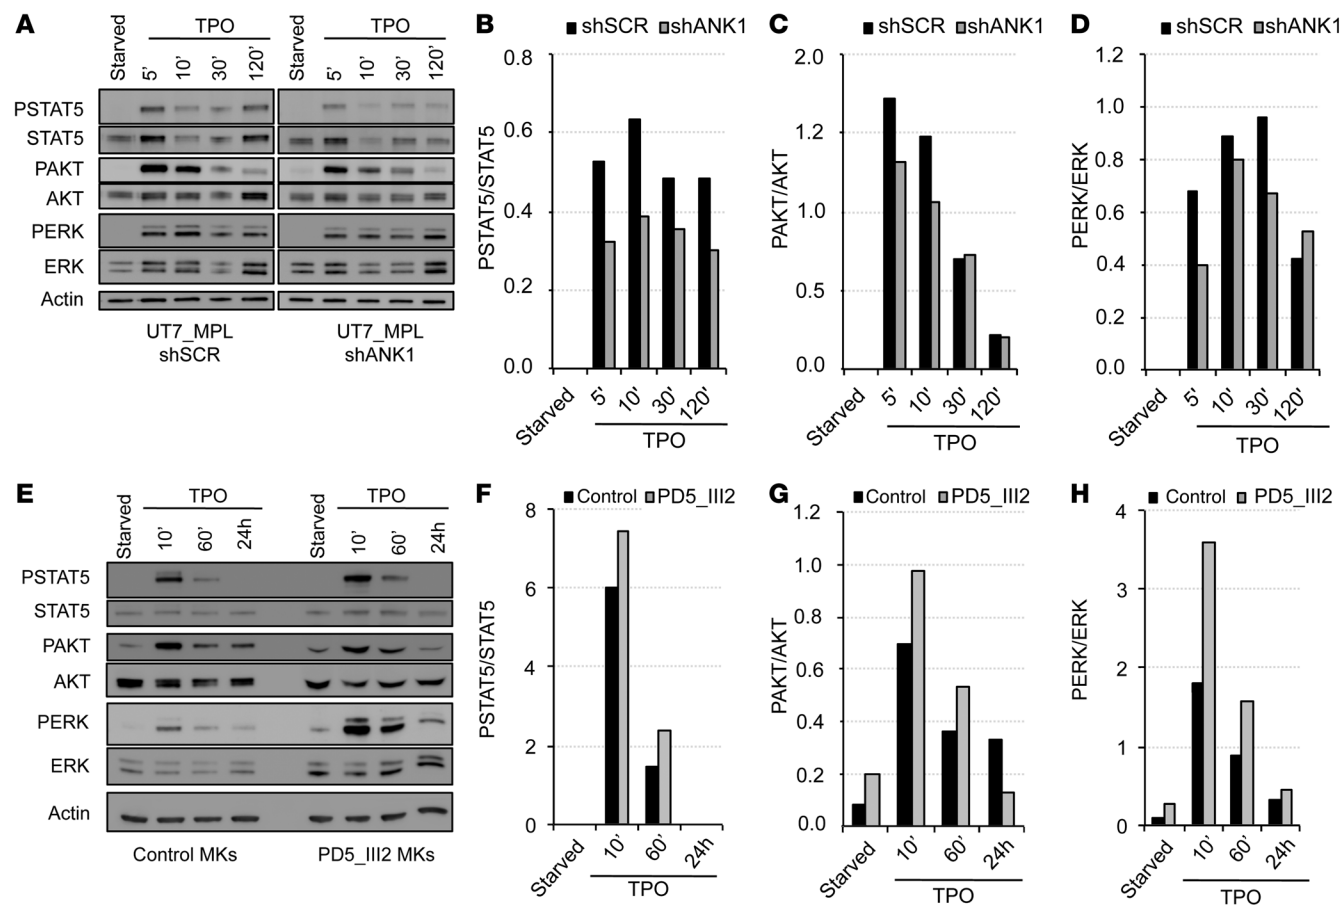 A
TPO
TPO
Starved
5'
10'
30'
120'
Starved
5'
10'
30'
120'
PSTAT5
STAT5
PAKT
AKT
PERK
ERK
Actin
UT7_MPL
shSCR
UT7_MPL
shANK1
B
shSCR shANK1
PSTAT5/STAT5
0.8
0.6
0.4
0.2
0.0
Starved
5'
10'
30'
120'
TPO
C
shSCR shANK1
PAKT/AKT
2.0
1.2
1.0
0.5
0.0
Starved
5'
10'
30'
120'
TPO
D
shSCR shANK1
PERK/ERK
1.2
1.0
0.8
0.6
0.4
0.2
0.0
Starved
5'
10'
30'
120'
TPO
E
TPO
TPO
Starved
10'
60'
24h
Starved
10'
60'
24h
PSTAT5
STAT5
PAKT
AKT
PERK
ERK
Actin
Control MKs
PD5_III2 MKs
F
Control PD5_III2
PSTAT5/STAT5
8
6
4
2
0
Starved
10'
60'
24h
TPO
G
Control PD5_III2
PAKT/AKT
1.2
1.0
0.8
0.6
0.4
0.2
0.0
Starved
10'
60'
24h
TPO
H
Control PD5_III2
PERK/ERK
4
3
2
1
0
Starved
10'
60'
24h
TPO